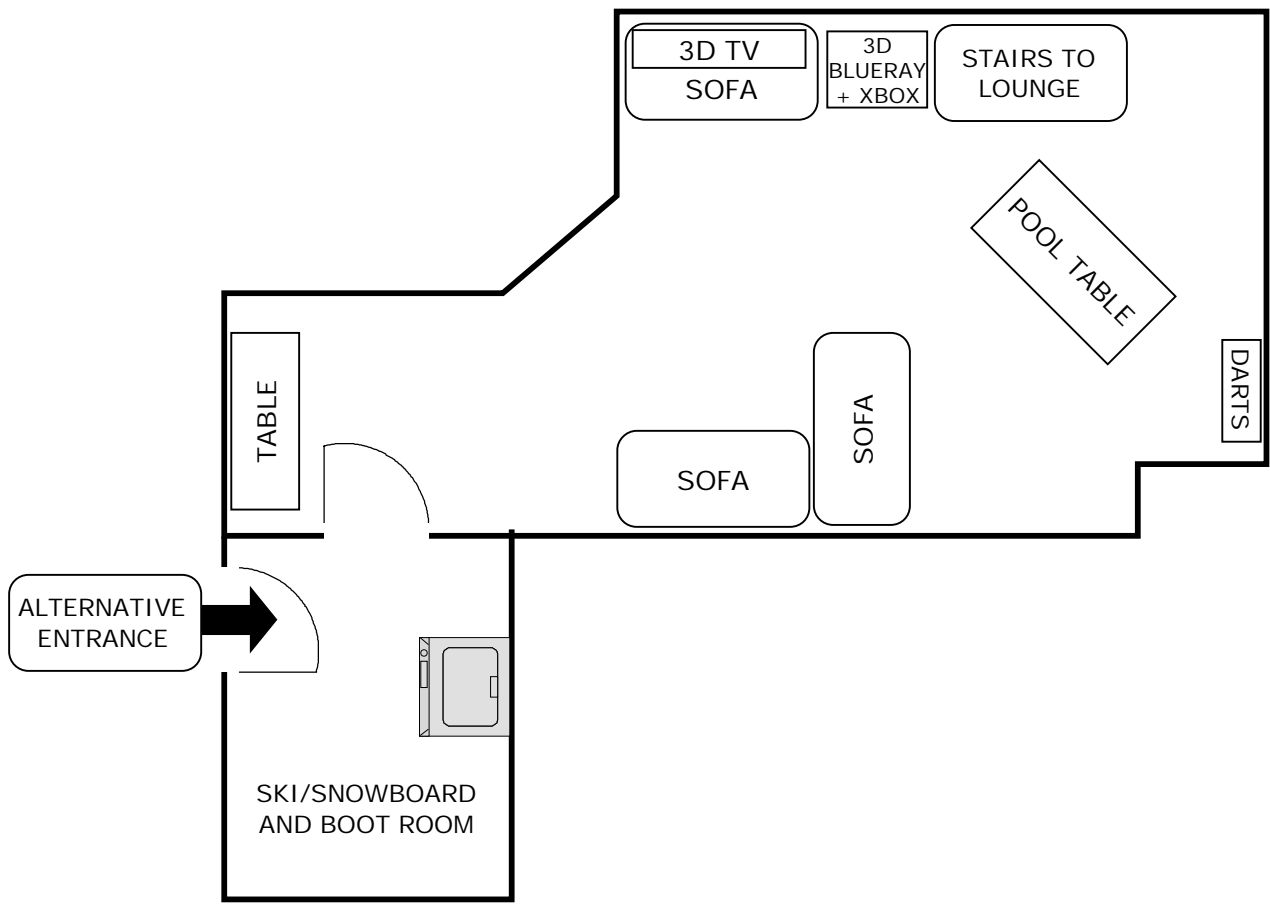 3D TV
SOFA
3D
BLUERAY
+ XBOX
STAIRS TO
LOUNGE
POOL TABLE
DARTS
TABLE
SOFA
SOFA
ALTERNATIVE
ENTRANCE
SKI/SNOWBOARD
AND BOOT ROOM